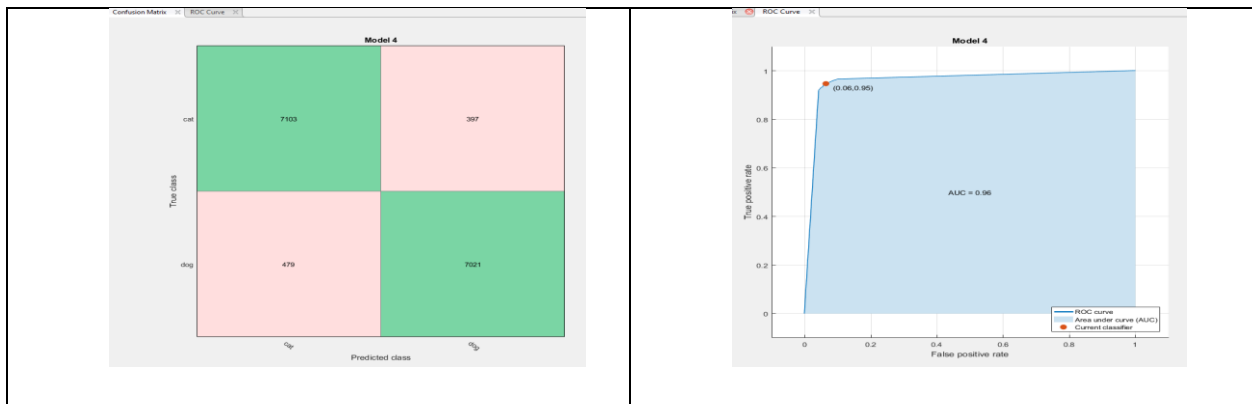 Confusion Matrix
ROC Curve
Model 4
cat
7103
397
True class
dog
479
7021
cat
dog
Predicted class
ROC Curve
Model 4
1
(0.06,0.95)
0.8
0.6
True positive rate
AUC = 0.96
0.4
0.2
ROC curve
0
Area under curve (AUC)
Current classifier
0 0.2 0.4 0.6 0.8 1
False positive rate